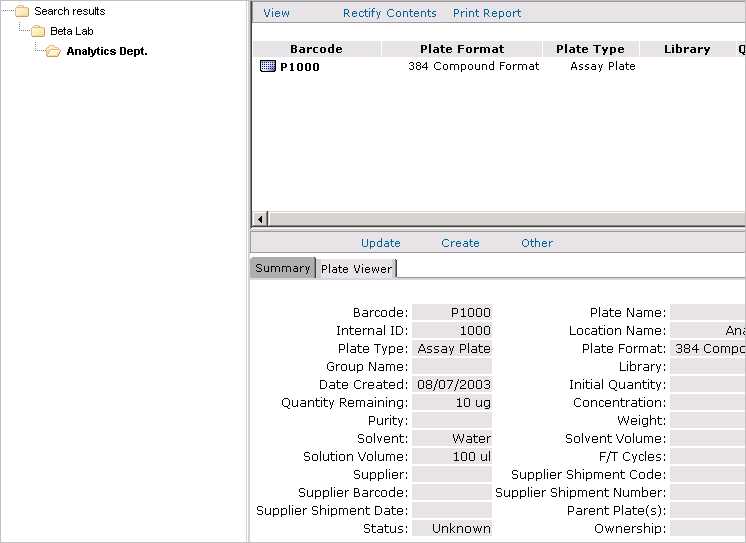 Search results
Beta Lab
Analytics Dept.
View Rectify Contents Print Report
Barcode Plate Format Plate Type Library Q
P1000 384 Compound Format Assay Plate
Update Create Other
Summary Plate Viewer
Barcode: P1000 Plate Name:
Internal ID: 1000 Location Name: Ana
Plate Type: Assay Plate Plate Format: 384 Compo
Group Name: Library:
Date Created: 08/07/2003 Initial Quantity:
Quantity Remaining: 10 ug Concentration:
Purity: Weight:
Solvent: Water Solvent Volume:
Solution Volume: 100 ul F/T Cycles:
Supplier: Supplier Shipment Code:
Supplier Barcode: Supplier Shipment Number:
Supplier Shipment Date: Parent Plate(s):
Status: Unknown Ownership: